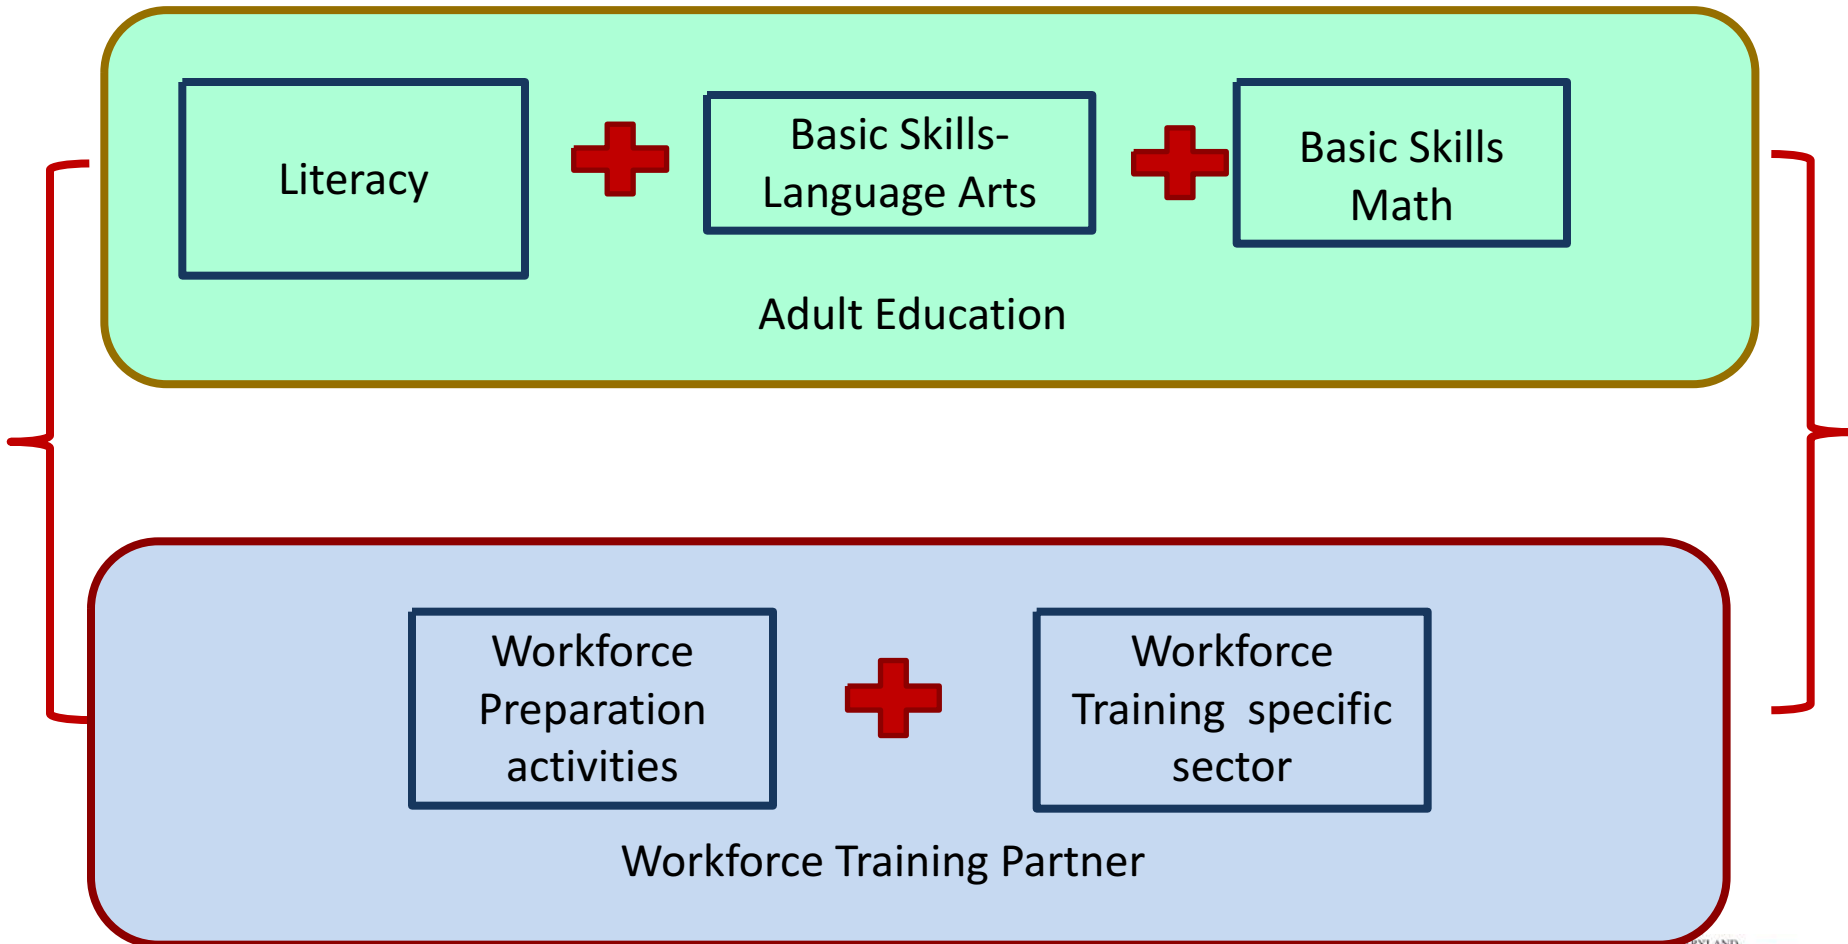 Literacy
Basic Skills-
Language Arts
Basic Skills
Math
Adult Education
Workforce
Preparation
activities
Workforce
Training  specific
sector
Workforce Training Partner